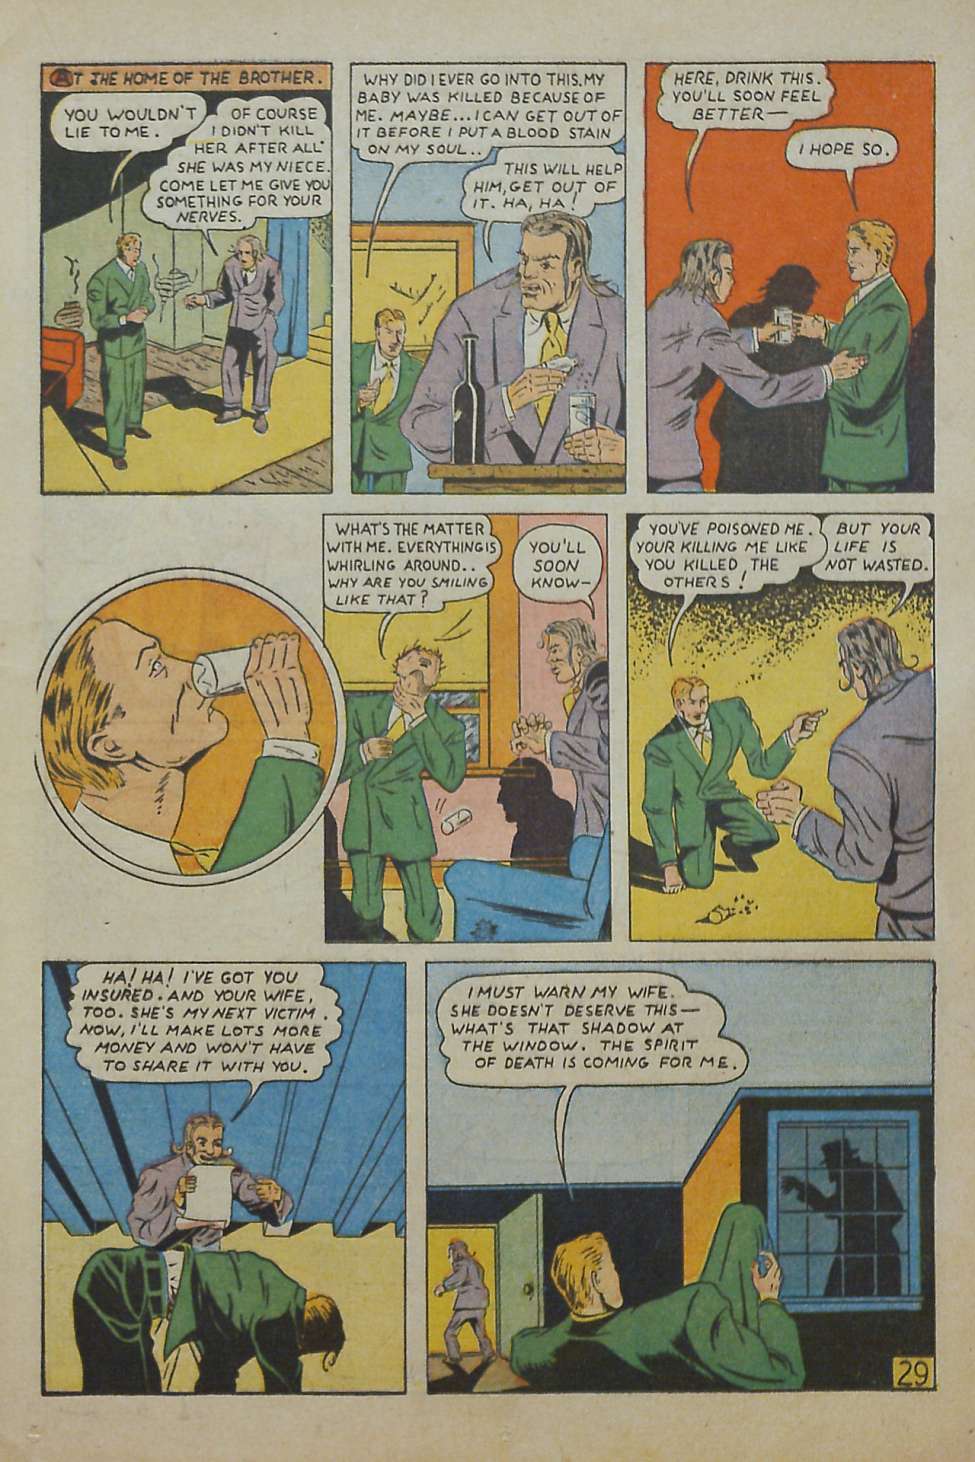 AT THE HOME OF THE BROTHER.
YOU WOULDN'T
LIE TO ME.
OF COURSE
I DIDN'T KILL
HER AFTER ALL
SHE WAS MY NIECE.
COME LET ME GIVE YOU
SOMETHING FOR YOUR
NERVES.
WHY DID I EVER GO INTO THIS. MY
BABY WAS KILLED BECAUSE OF
ME. MAYBE... I CAN GET OUT OF
IT BEFORE I PUT A BLOOD STAIN
ON MY SOUL..
THIS WILL HELP
HIM, GET OUT OF
IT. HA, HA!
HERE, DRINK THIS.
YOU'LL SOON FEEL
BETTER—
I HOPE SO.
WHAT'S THE MATTER
WITH ME. EVERYTHING IS
WHIRLING AROUND..
WHY ARE YOU SMILING
LIKE THAT?
YOU'LL
SOON
KNOW—
YOU'VE POISONED ME.
YOUR KILLING ME LIKE
YOU KILLED THE
OTHERS!
BUT YOUR
LIFE IS
NOT WASTED.
HA! HA! I'VE GOT YOU
INSURED. AND YOUR WIFE,
TOO. SHE'S MY NEXT VICTIM.
NOW, I'LL MAKE LOTS MORE
MONEY AND WON'T HAVE
TO SHARE IT WITH YOU.
I MUST WARN MY WIFE.
SHE DOESN'T DESERVE THIS—
WHAT'S THAT SHADOW AT
THE WINDOW. THE SPIRIT
OF DEATH IS COMING FOR ME.
29